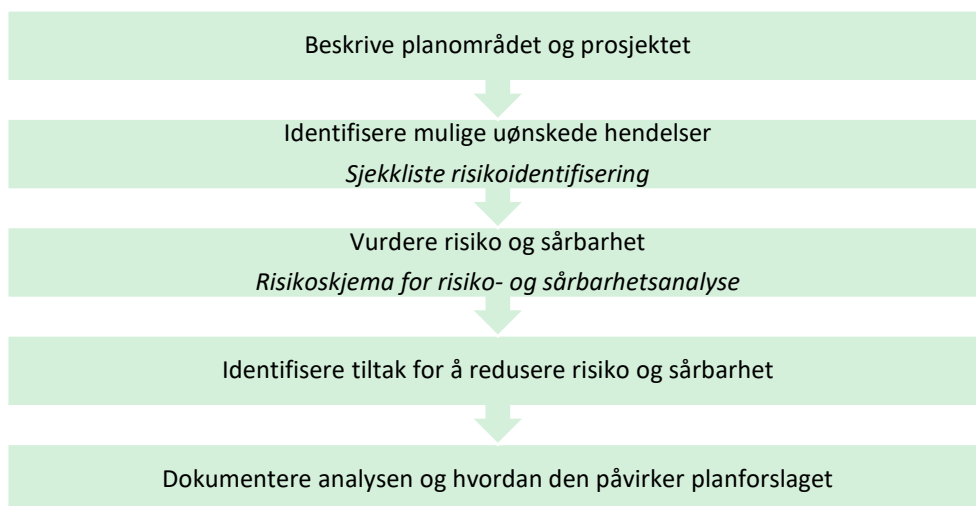 Beskrive planområdet og prosjektet
Identifisere mulige uønskede hendelser
Sjekkliste risikoidentifisering
Vurdere risiko og sårbarhet
Risikoskjema for risiko- og sårbarhetsanalyse
Identifisere tiltak for å redusere risiko og sårbarhet
Dokumentere analysen og hvordan den påvirker planforslaget